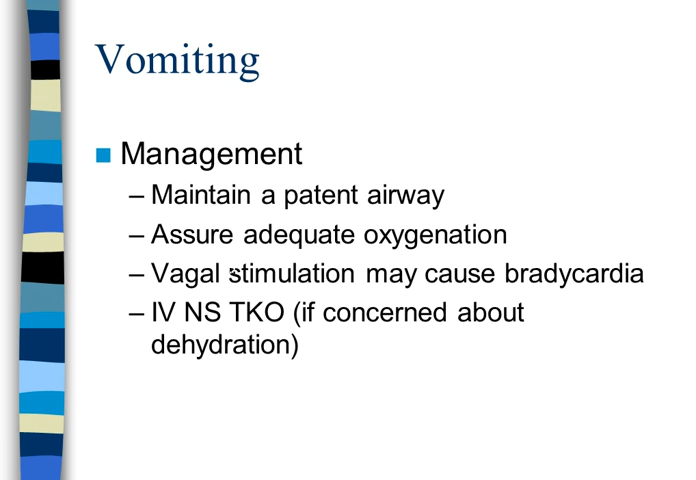 Vomiting
Management
– Maintain a patent airway
– Assure adequate oxygenation
– Vagal stimulation may cause bradycardia
– IV NS TKO (if concerned about
dehydration)